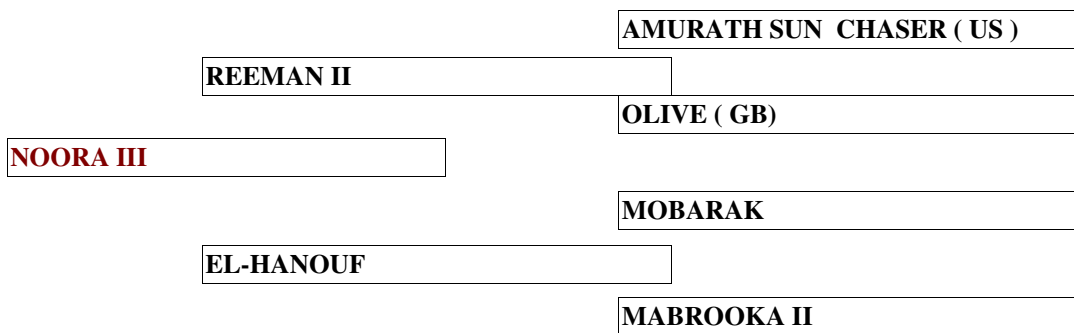 AMURATH SUN CHASER ( US )
REEMAN II
OLIVE ( GB)
NOORA III
MOBARAK
EL-HANOUF
MABROOKA II